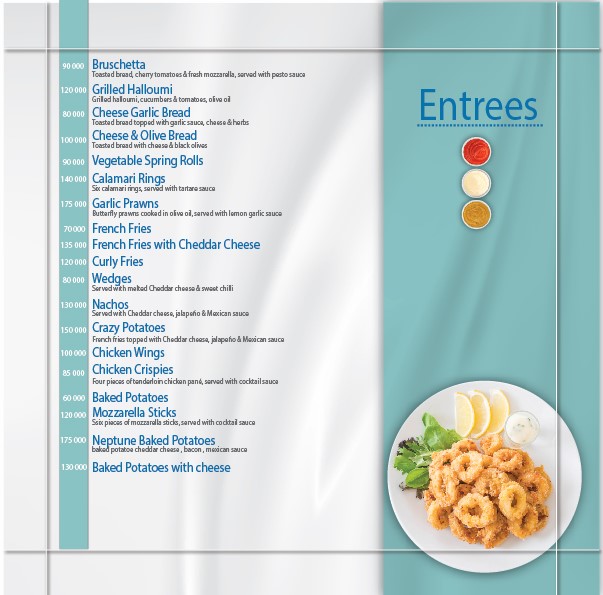 Entrees
90 000 Bruschetta
Toasted bread, cherry tomatoes & fresh mozzarella, served with pesto sauce
120 000 Grilled Halloumi
Grilled halloumi, cucumbers & tomatoes, olive oil
80 000 Cheese Garlic Bread
Toasted bread topped with garlic sauce, cheese & herbs
100 000 Cheese & Olive Bread
Toasted bread with cheese & black olives
90 000 Vegetable Spring Rolls
140 000 Calamari Rings
Six calamari rings, served with tartare sauce
175 000 Garlic Prawns
Butterfly prawns cooked in olive oil, served with lemon garlic sauce
70 000 French Fries
135 000 French Fries with Cheddar Cheese
120 000 Curly Fries
80 000 Wedges
Served with melted Cheddar cheese & sweet chilli
130 000 Nachos
Served with Cheddar cheese, jalapeño & Mexican sauce
150 000 Crazy Potatoes
French fries topped with Cheddar cheese, jalapeño & Mexican sauce
100 000 Chicken Wings
85 000 Chicken Crispies
Four pieces of tenderloin chicken pané, served with cocktail sauce
60 000 Baked Potatoes
120 000 Mozzarella Sticks
Ssix pieces of mozzarella sticks, served with cocktail sauce
175 000 Neptune Baked Potatoes
baked potatoe cheddar cheese , bacon , mexican sauce
130 000 Baked Potatoes with cheese